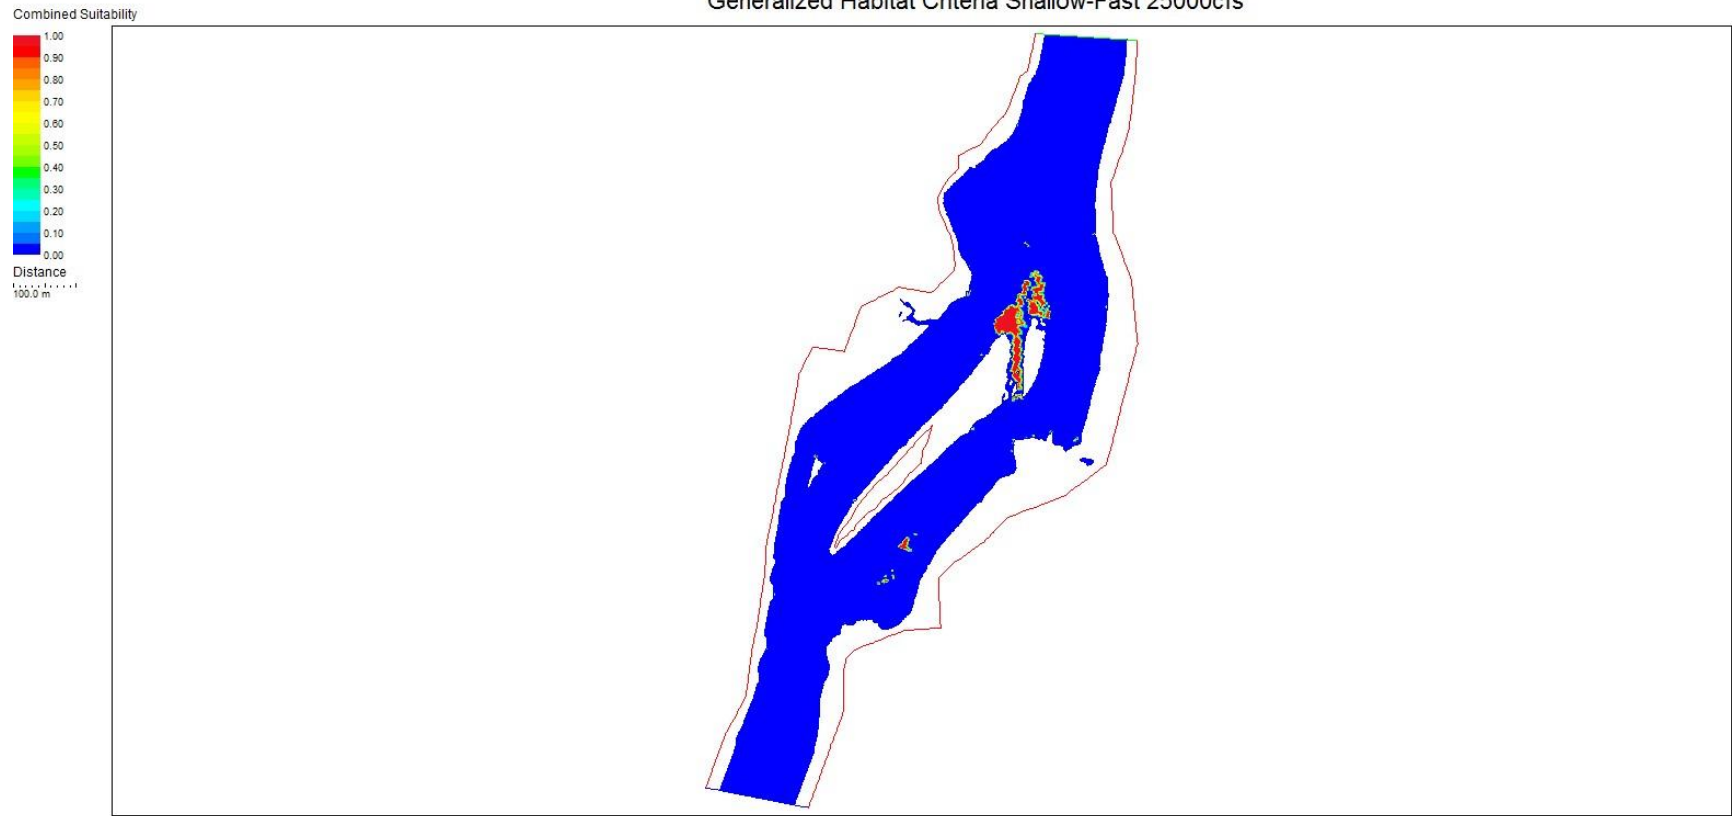 Generalized Habitat Criteria Shallow-Fast 25000cfs
Combined Suitability
1.00
0.90
0.80
0.70
0.60
0.50
0.40
0.30
0.20
0.10
0.00
Distance
100.0 m